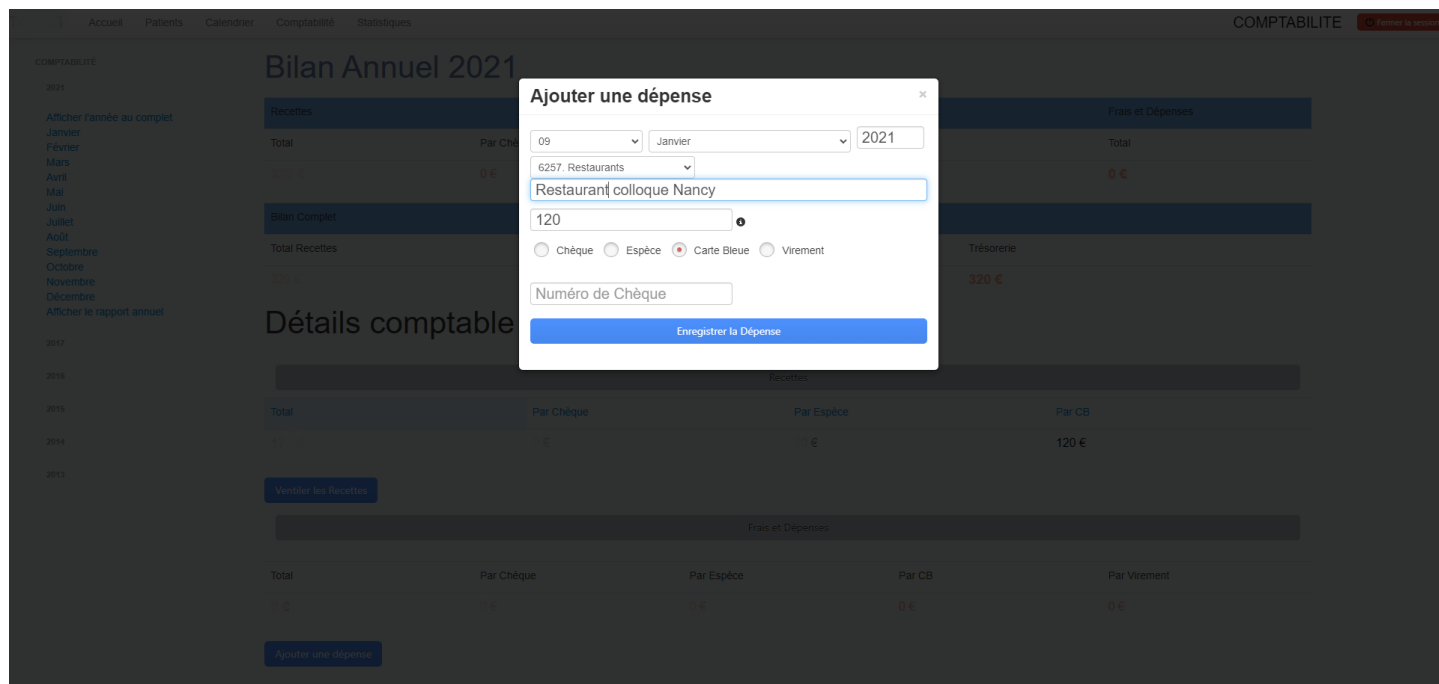 Accueil Patients Calendrier Comptabilité Statistiques COMPTABILITE Fermer la session
COMPTABILITE
2021
Afficher l'année au complet
Janvier
Février
Mars
Avril
Mai
Juin
Juillet
Août
Septembre
Octobre
Novembre
Décembre
Afficher le rapport annuel
2017
2016
2015
2014
2013
Bilan Annuel 2021
Recettes Frais et Dépenses
Total Par Chè Total
0 € 0 €
Bilan Complet
Total Recettes Trésorerie
320 €
Ajouter une dépense ×
09 Janvier 2021
6257. Restaurants
Restaurant colloque Nancy
120
Chèque Espèce Carte Bleue Virement
Numéro de Chèque
Enregistrer la Dépense
Détails comptable
Recettes
Total Par Chèque Par Espèce Par CB
€ € 120 €
Ventiler les Recettes
Frais et Dépenses
Total Par Chèque Par Espèce Par CB Par Virement
€ 0 € 0 € 0 €
Ajouter une dépense